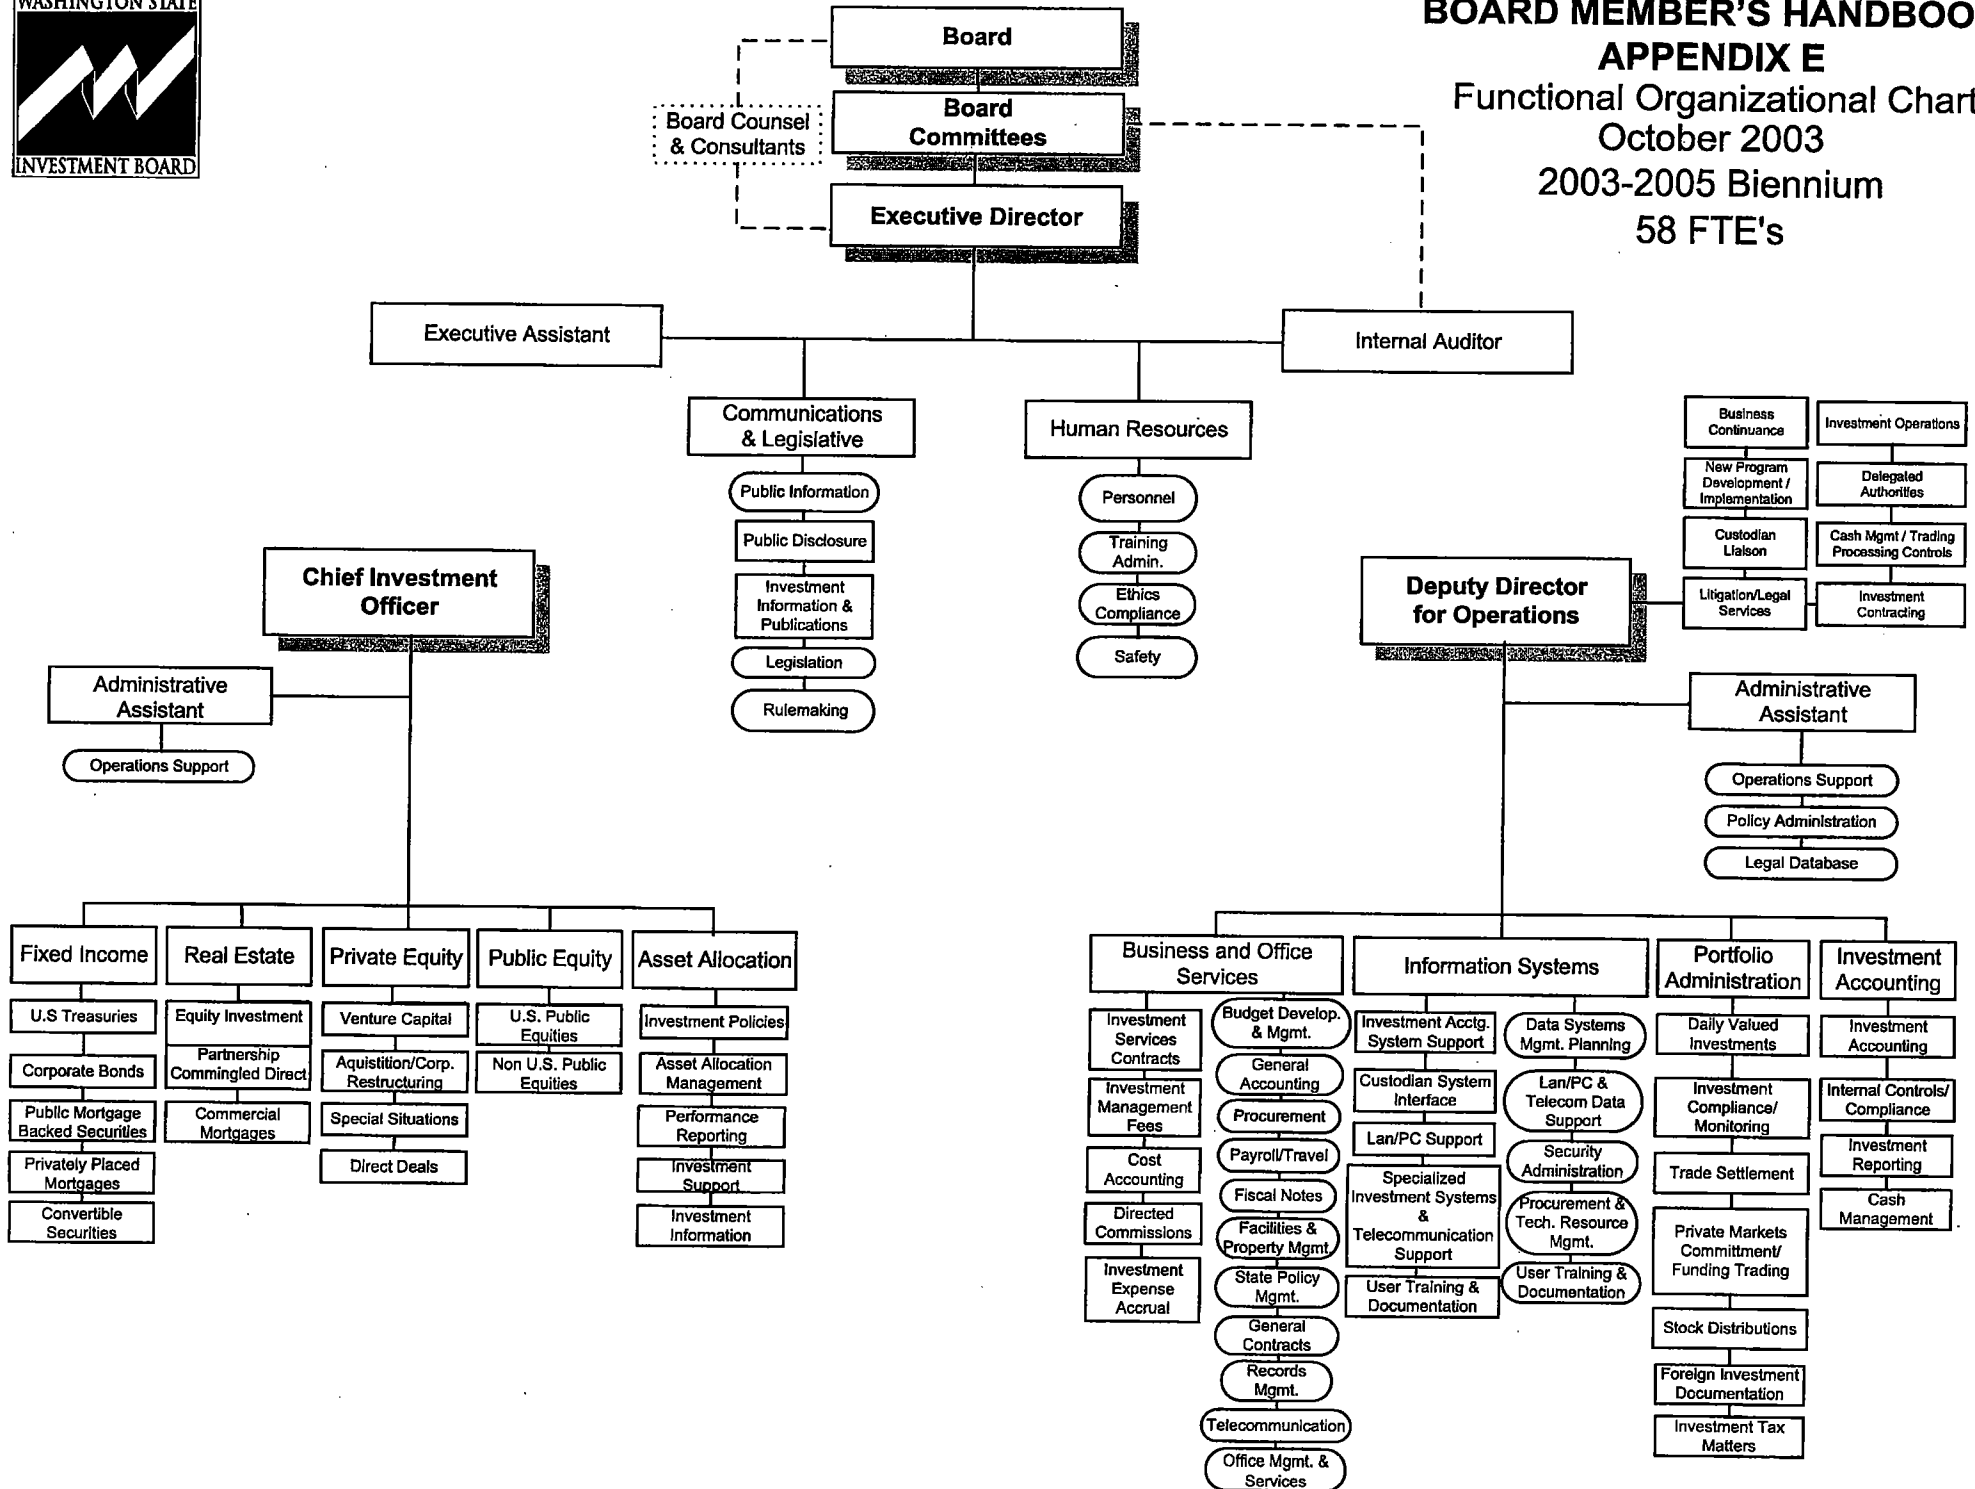 WASHINGTON STATE
INVESTMENT BOARD
BOARD MEMBER'S HANDBOO
APPENDIX E
Functional Organizational Chart
October 2003
2003-2005 Biennium
58 FTE's
Board
Board
Committees
Board Counsel
& Consultants
Executive Director
Executive Assistant
Internal Auditor
Communications
& Legislative
Public Information
Public Disclosure
Investment
Information &
Publications
Legislation
Rulemaking
Human Resources
Personnel
Training
Admin.
Ethics
Compliance
Safety
Business
Continuance
New Program
Development /
Implementation
Custodian
Liaison
Litigation/Legal
Services
Investment Operations
Delegated
Authorities
Cash Mgmt / Trading
Processing Controls
Investment
Contracting
Chief Investment
Officer
Administrative
Assistant
Operations Support
Deputy Director
for Operations
Administrative
Assistant
Operations Support
Policy Administration
Legal Database
Fixed Income
U.S Treasuries
Corporate Bonds
Public Mortgage
Backed Securities
Privately Placed
Mortgages
Convertible
Securities
Real Estate
Equity Investment
Partnership
Commingled Direct
Commercial
Mortgages
Private Equity
Venture Capital
Aquistition/Corp.
Restructuring
Special Situations
Direct Deals
Public Equity
U.S. Public
Equities
Non U.S. Public
Equities
Asset Allocation
Investment Policies
Asset Allocation
Management
Performance
Reporting
Investment
Support
Investment
Information
Business and Office
Services
Investment
Services
Contracts
Investment
Management
Fees
Cost
Accounting
Directed
Commissions
Investment
Expense
Accrual
Budget Develop.
& Mgmt.
General
Accounting
Procurement
Payroll/Travel
Fiscal Notes
Facilities &
Property Mgmt.
State Policy
Mgmt.
General
Contracts
Records
Mgmt.
Telecommunication
Office Mgmt. &
Services
Information Systems
Investment Acctg.
System Support
Custodian System
Interface
Lan/PC Support
Specialized
Investment Systems
&
Telecommunication
Support
User Training &
Documentation
Data Systems
Mgmt. Planning
Lan/PC &
Telecom Data
Support
Security
Administration
Procurement &
Tech. Resource
Mgmt.
User Training &
Documentation
Portfolio
Administration
Daily Valued
Investments
Investment
Compliance/
Monitoring
Trade Settlement
Private Markets
Committment/
Funding Trading
Stock Distributions
Foreign Investment
Documentation
Investment Tax
Matters
Investment
Accounting
Investment
Accounting
Internal Controls/
Compliance
Investment
Reporting
Cash
Management